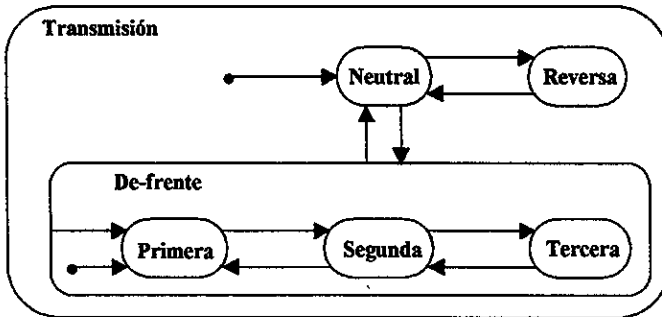 Transmisión
Neutral
Reversa
De-frente
Primera
Segunda
Tercera